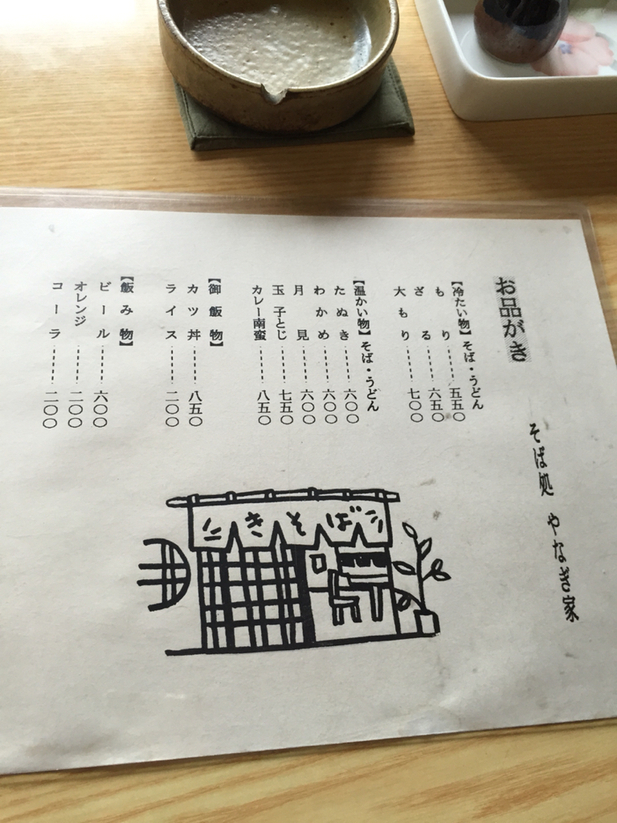 お品がき
そば処 やなぎ家
【冷たい物】そば・うどん
もり……五五〇
ざる……六五〇
大もり……七〇〇
【温かい物】そば・うどん
たぬき……六〇〇
わかめ……六〇〇
月見……六〇〇
玉子とじ……七五〇
カレー南蛮……八五〇
【御飯物】
カツ丼……八五〇
ライス……二〇〇
【飲み物】
ビール……六〇〇
オレンジ……二〇〇
コーラ……二〇〇
きそば